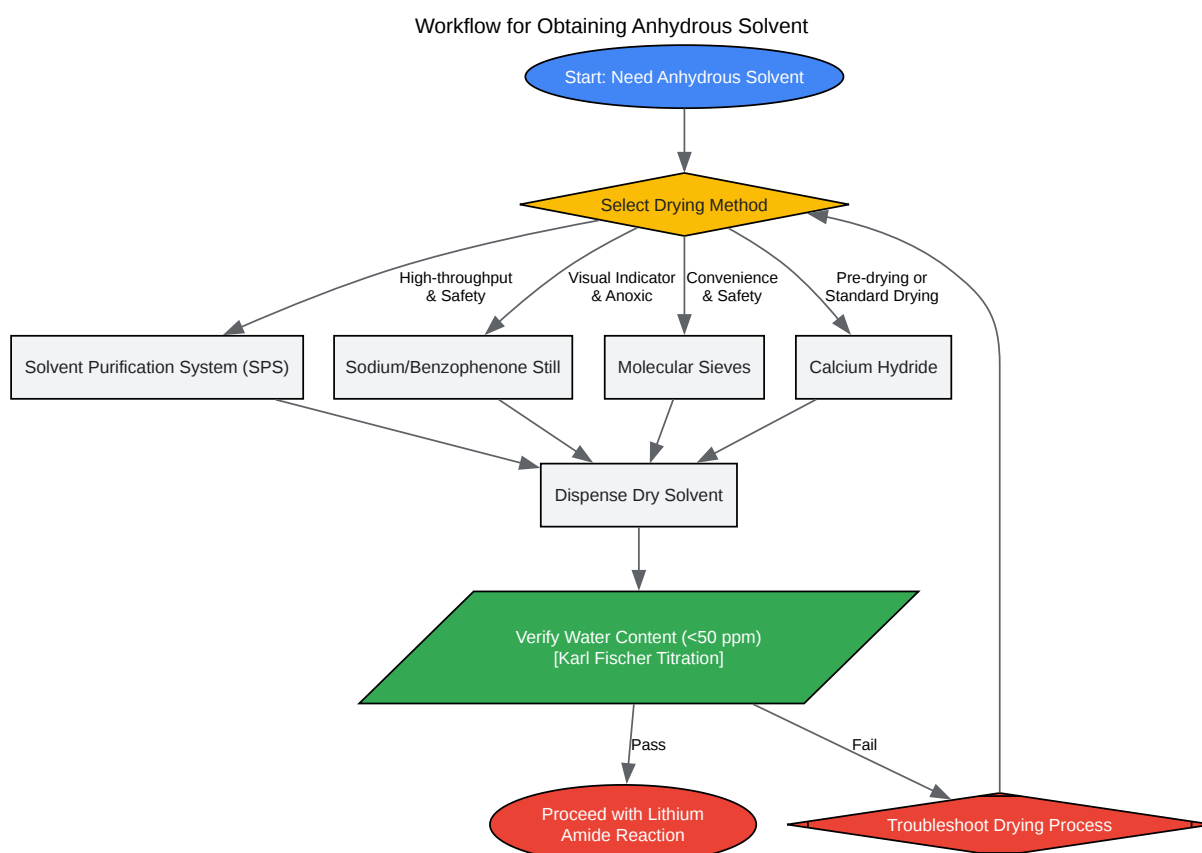 Workflow for Obtaining Anhydrous Solvent
Start: Need Anhydrous Solvent
Select Drying Method
High-throughput
& Safety
Visual Indicator
& Anoxic
Convenience
& Safety
Pre-drying or
Standard Drying
Solvent Purification System (SPS)
Sodium/Benzophenone Still
Molecular Sieves
Calcium Hydride
Dispense Dry Solvent
Verify Water Content (<50 ppm)
[Karl Fischer Titration]
Pass
Fail
Proceed with Lithium
Amide Reaction
Troubleshoot Drying Process